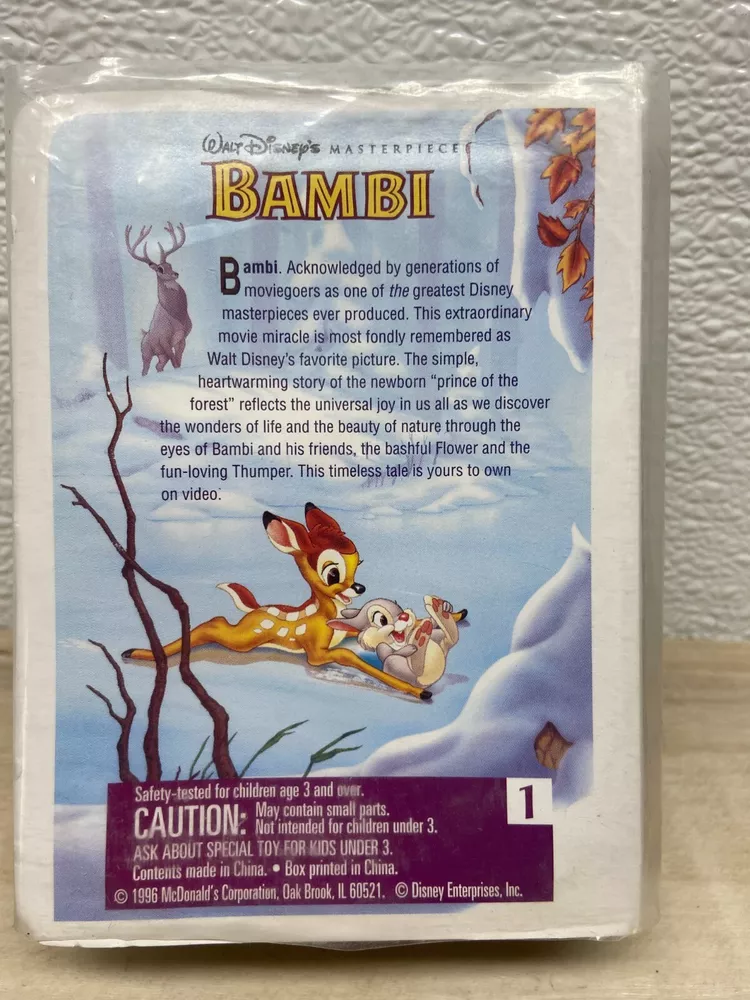 WALT DISNEY'S MASTERPIECE
BAMBI
Bambi. Acknowledged by generations of
moviegoers as one of the greatest Disney
masterpieces ever produced. This extraordinary
movie miracle is most fondly remembered as
Walt Disney's favorite picture. The simple,
heartwarming story of the newborn "prince of the
forest" reflects the universal joy in us all as we discover
the wonders of life and the beauty of nature through the
eyes of Bambi and his friends, the bashful Flower and the
fun-loving Thumper. This timeless tale is yours to own
on video.
Safety-tested for children age 3 and over.
CAUTION: May contain small parts.
Not intended for children under 3.
ASK ABOUT SPECIAL TOY FOR KIDS UNDER 3.
Contents made in China. • Box printed in China.
© 1996 McDonald's Corporation, Oak Brook, IL 60521. © Disney Enterprises, Inc.
1